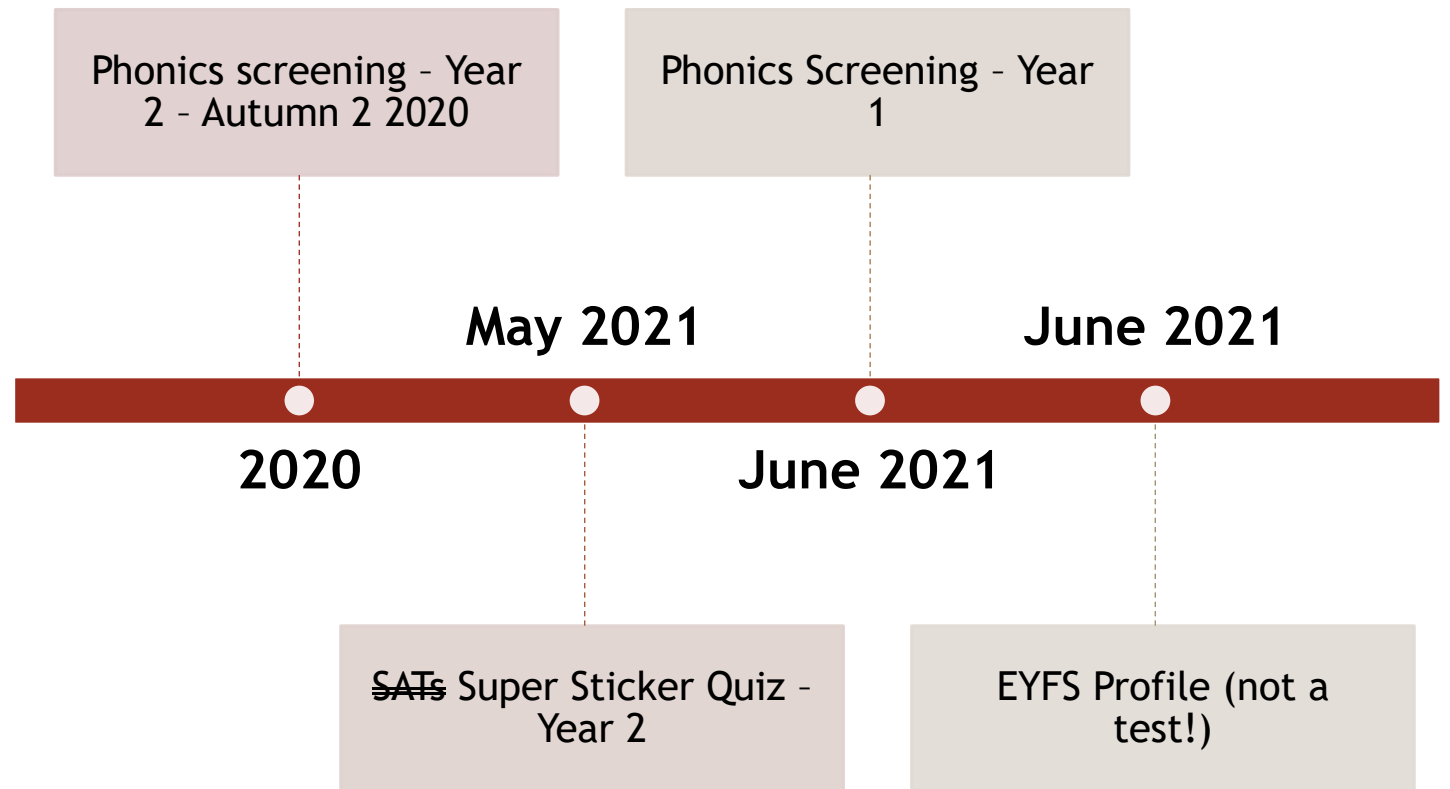 Phonics screening – Year
2 – Autumn 2 2020
Phonics Screening – Year
1
May 2021
June 2021
2020
June 2021
SATs Super Sticker Quiz –
Year 2
EYFS Profile (not a
test!)